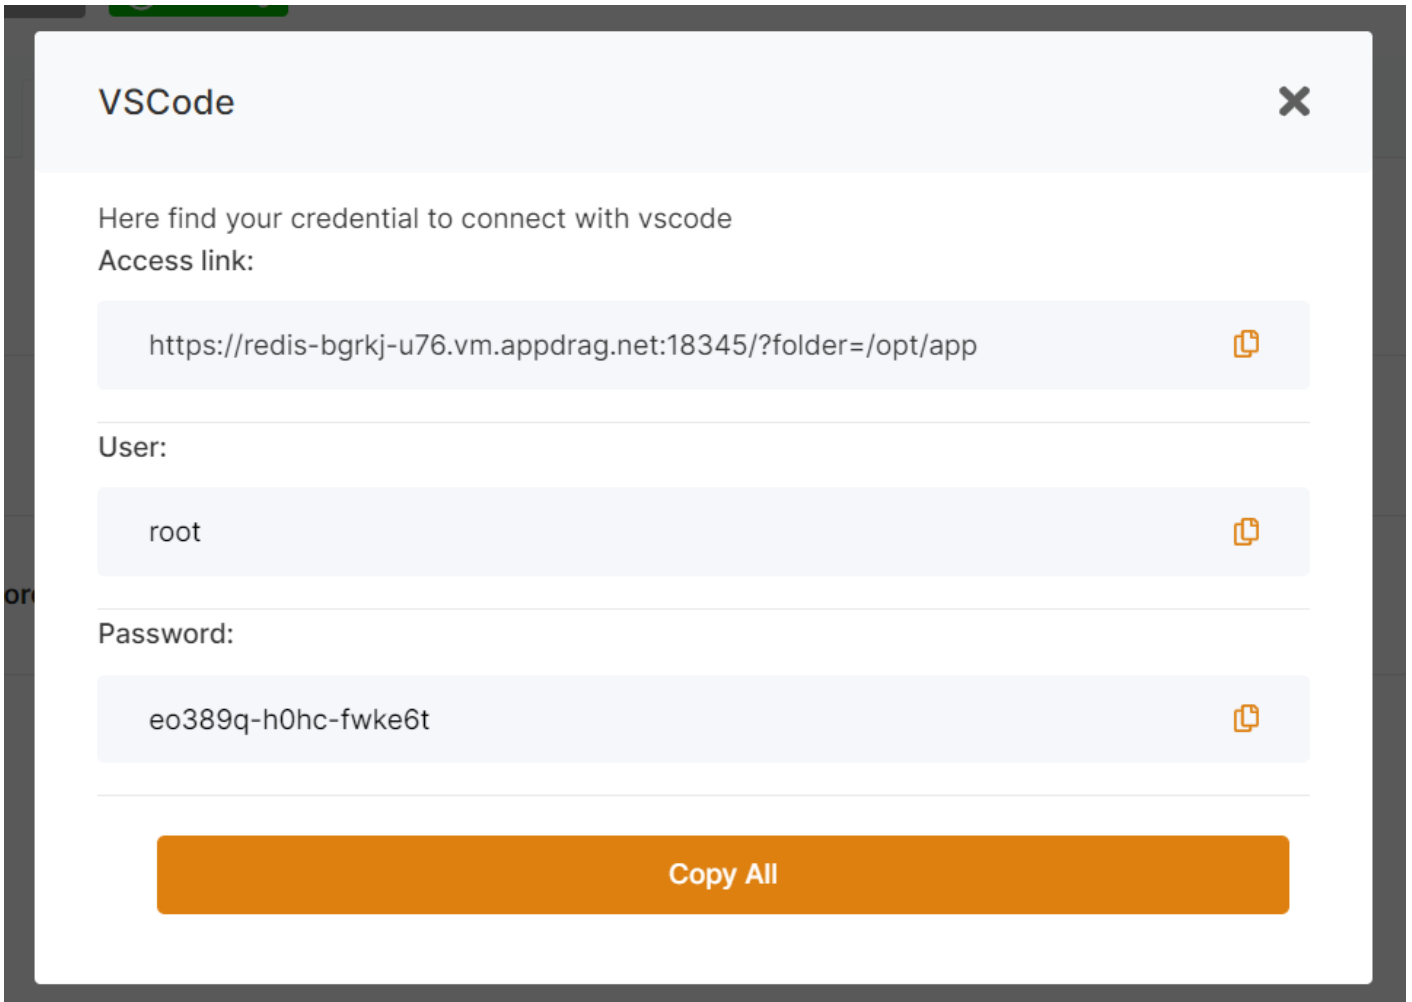 VSCode
Here find your credential to connect with vscode
Access link:
https://redis-bgrkj-u76.vm.appdrag.net:18345/?folder=/opt/app
User:
root
Password:
eo389q-h0hc-fwke6t
Copy All